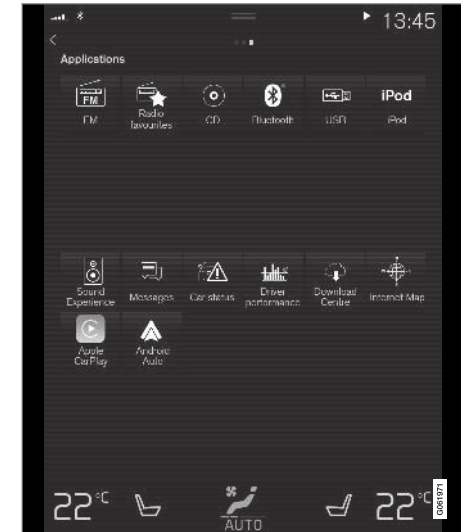 13:45
Applications
FM
FM
Radio
favourites
CD
Bluetooth
USB
iPod
iPod
Sound
Experience
Messages
Car status
Driver
performance
Download
Centre
Internet Map
Apple
CarPlay
Android
Auto
22°C
AUTO
22°C
G061971